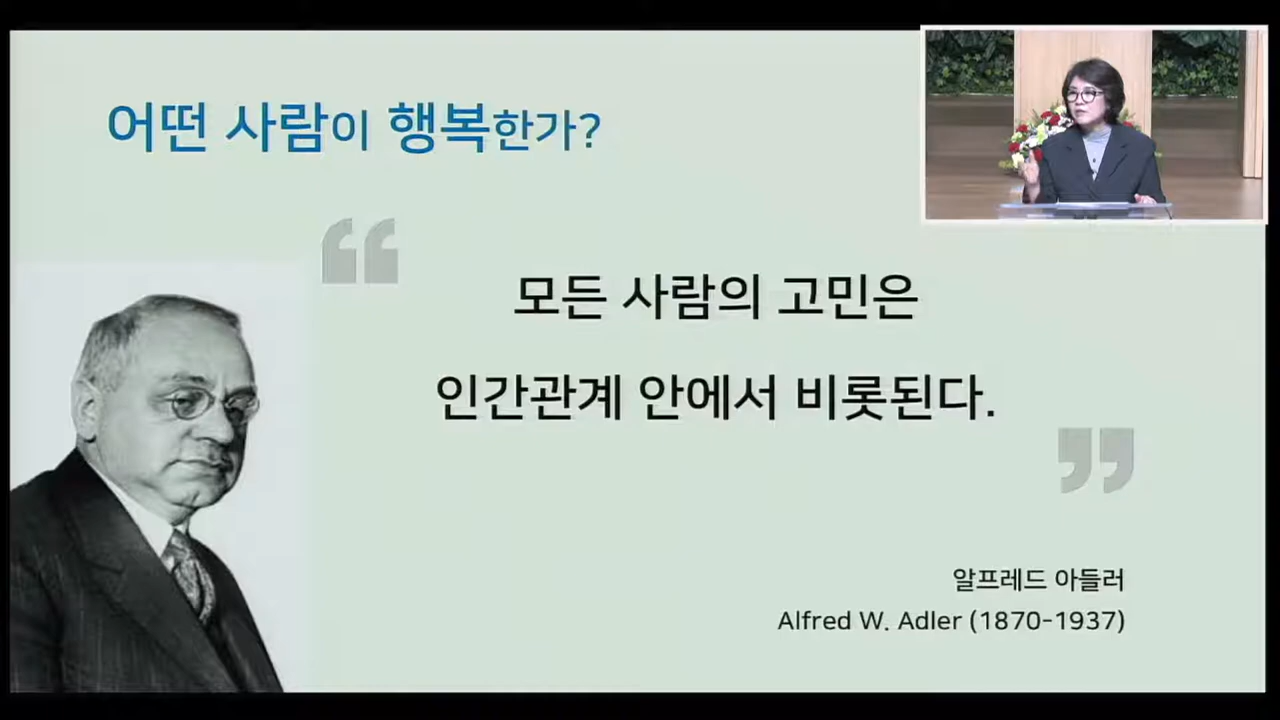 어떤 사람이 행복한가?
“
모든 사람의 고민은
인간관계 안에서 비롯된다.
”
알프레드 아들러
Alfred W. Adler (1870-1937)